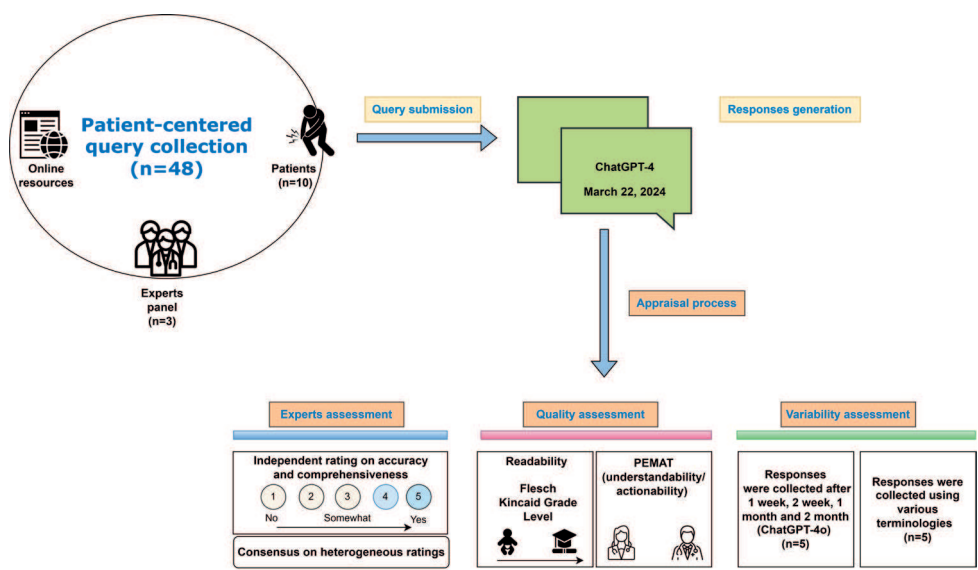 Patient-centered
query collection
(n=48)
Online
resources
Patients
(n=10)
Experts
panel
(n=3)
Query submission
ChatGPT-4
March 22, 2024
Responses generation
Appraisal process
Experts assessment
Independent rating on accuracy
and comprehensiveness
1 2 3 4 5
No Somewhat Yes
Consensus on heterogeneous ratings
Quality assessment
Readability
Flesch
Kincaid Grade
Level
PEMAT
(understandability/
actionability)
Variability assessment
Responses
were collected after
1 week, 2 week, 1
month and 2 month
(ChatGPT-4o)
(n=5)
Responses were
collected using
various
terminologies
(n=5)